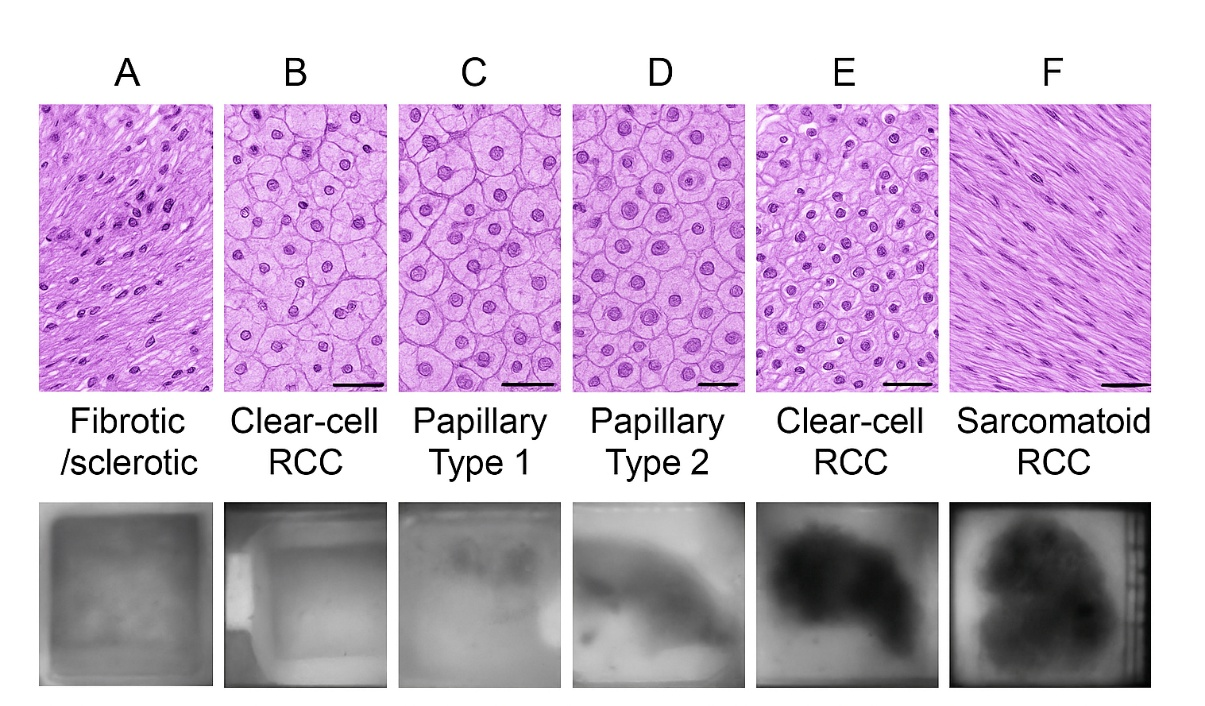 A B C D E F
Fibrotic Clear-cell Papillary Papillary Clear-cell Sarcomatoid
/sclerotic RCC Type 1 Type 2 RCC RCC